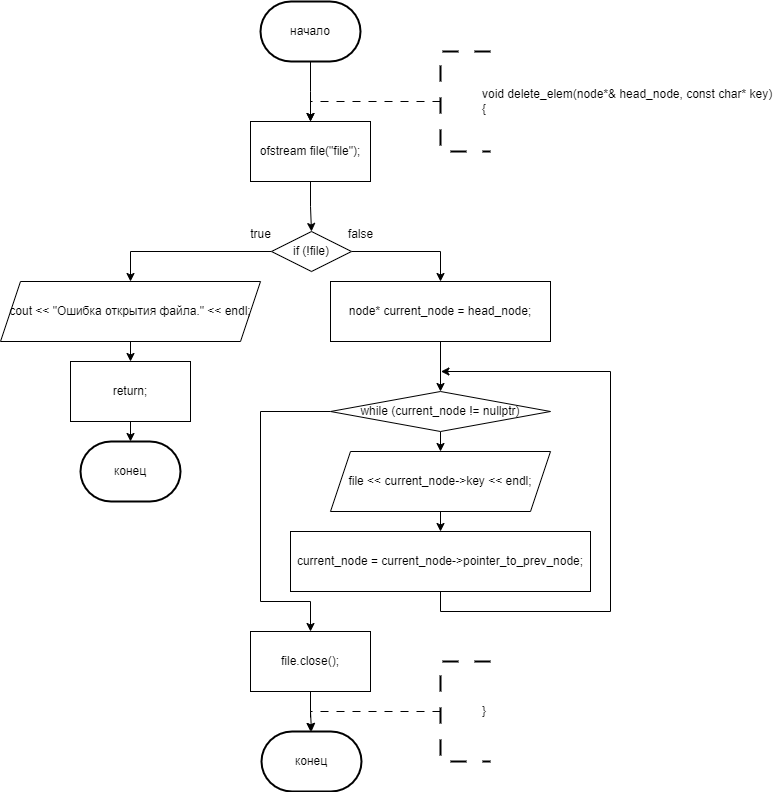 начало
void delete_elem(node*& head_node, const char* key)
{
ofstream file("file");
true
false
if (!file)
cout << "Ошибка открытия файла." << endl;
node* current_node = head_node;
return;
while (current_node != nullptr)
конец
file << current_node->key << endl;
current_node = current_node->pointer_to_prev_node;
file.close();
}
конец